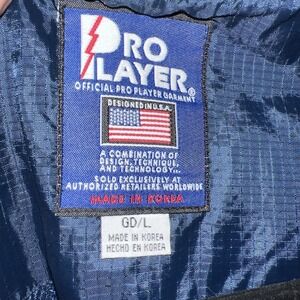 PRO
PLAYER®
OFFICIAL PRO PLAYER GARMENT
DESIGNED IN U.S.A.
A COMBINATION OF
DESIGN, TECHNIQUE,
AND TECHNOLOGY...
SOLD EXCLUSIVELY AT
AUTHORIZED RETAILERS WORLDWIDE
MADE IN KOREA
GD/L
MADE IN KOREA
HECHO EN KOREA